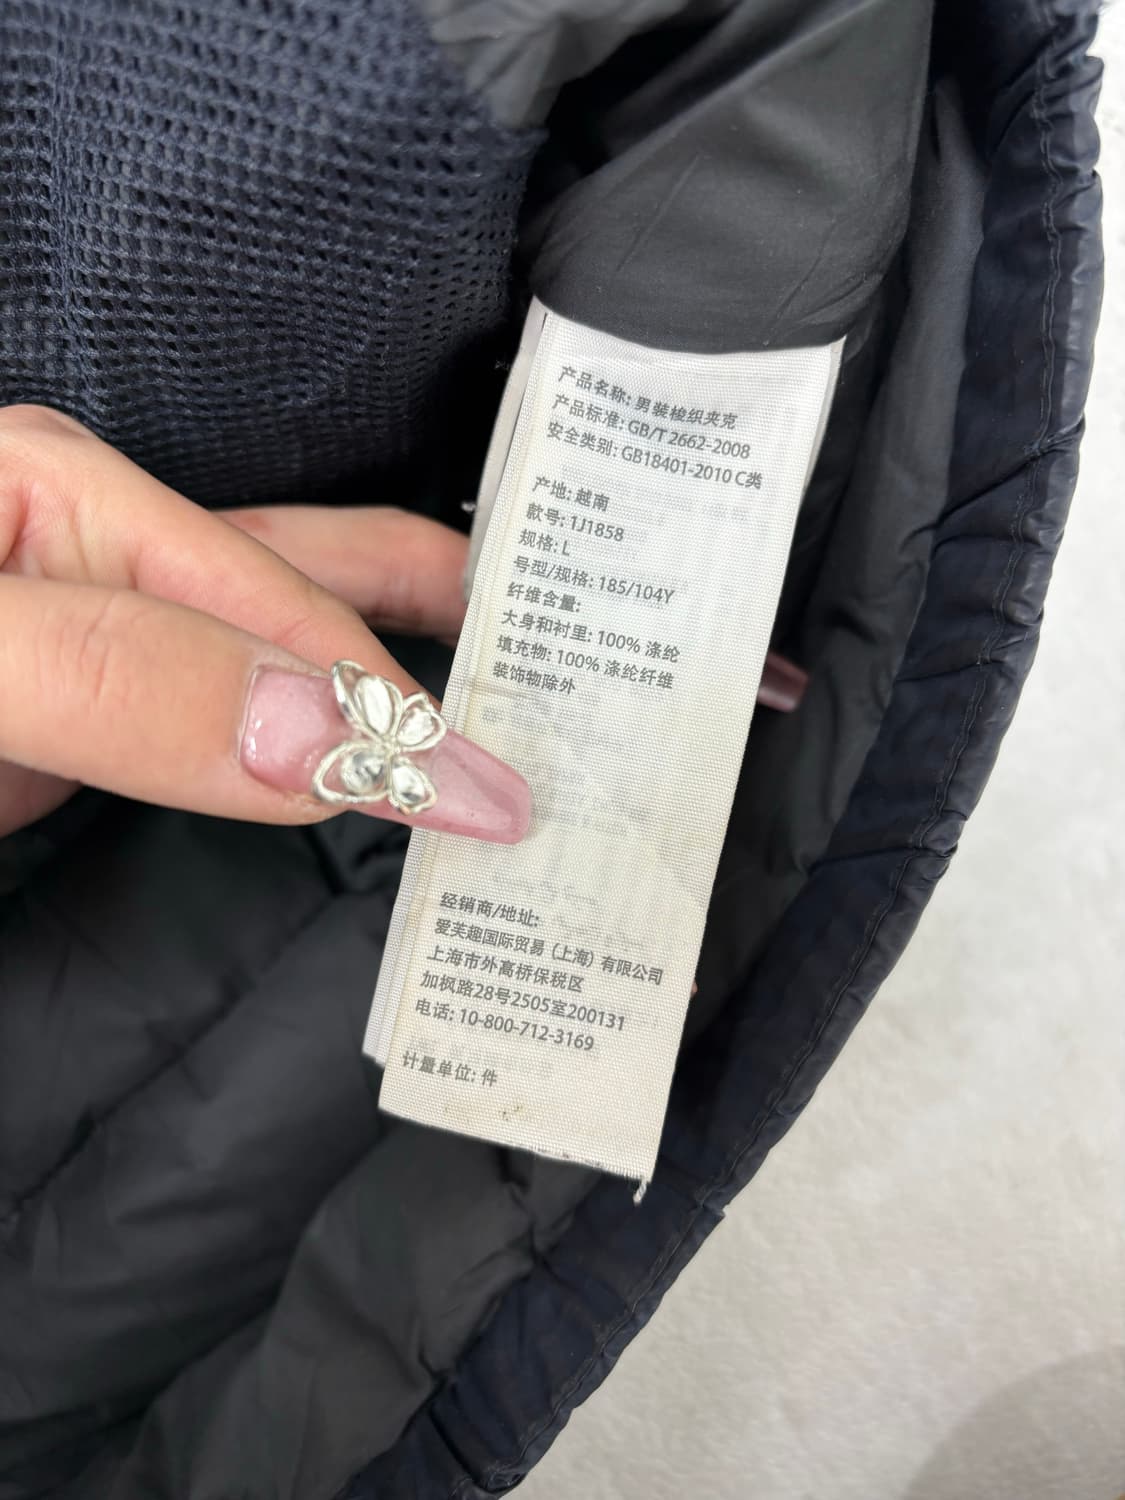 产品名称: 男装梭织夹克
产品标准: GB/T 2662-2008
安全类别: GB18401-2010 C类
产地: 越南
款号: 1J1858
规格: L
号型/规格: 185/104Y
纤维含量:
大身和衬里: 100% 涤纶
填充物: 100% 涤纶纤维
装饰物除外
经销商/地址:
爱芙趣国际贸易 (上海) 有限公司
上海市外高桥保税区
加枫路28号2505室200131
电话: 10-800-712-3169
计量单位: 件